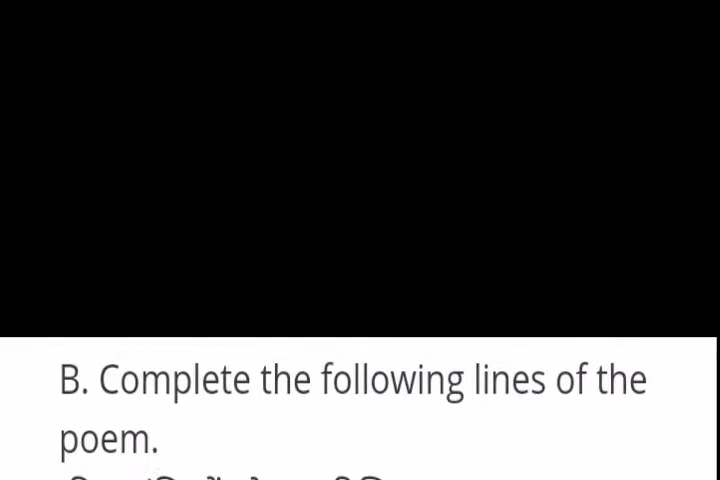 B. Complete the following lines of the
poem.